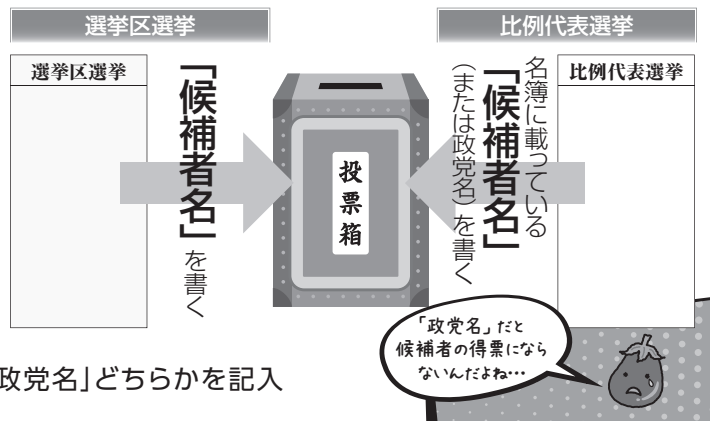 選挙区選挙
比例代表選挙
選挙区選挙
「候補者名」を書く
投票箱
名簿に載っている
「候補者名」
(または政党名)を書く
比例代表選挙
「政党名」だと
候補者の得票になら
ないんだよね…
政党名」どちらかを記入